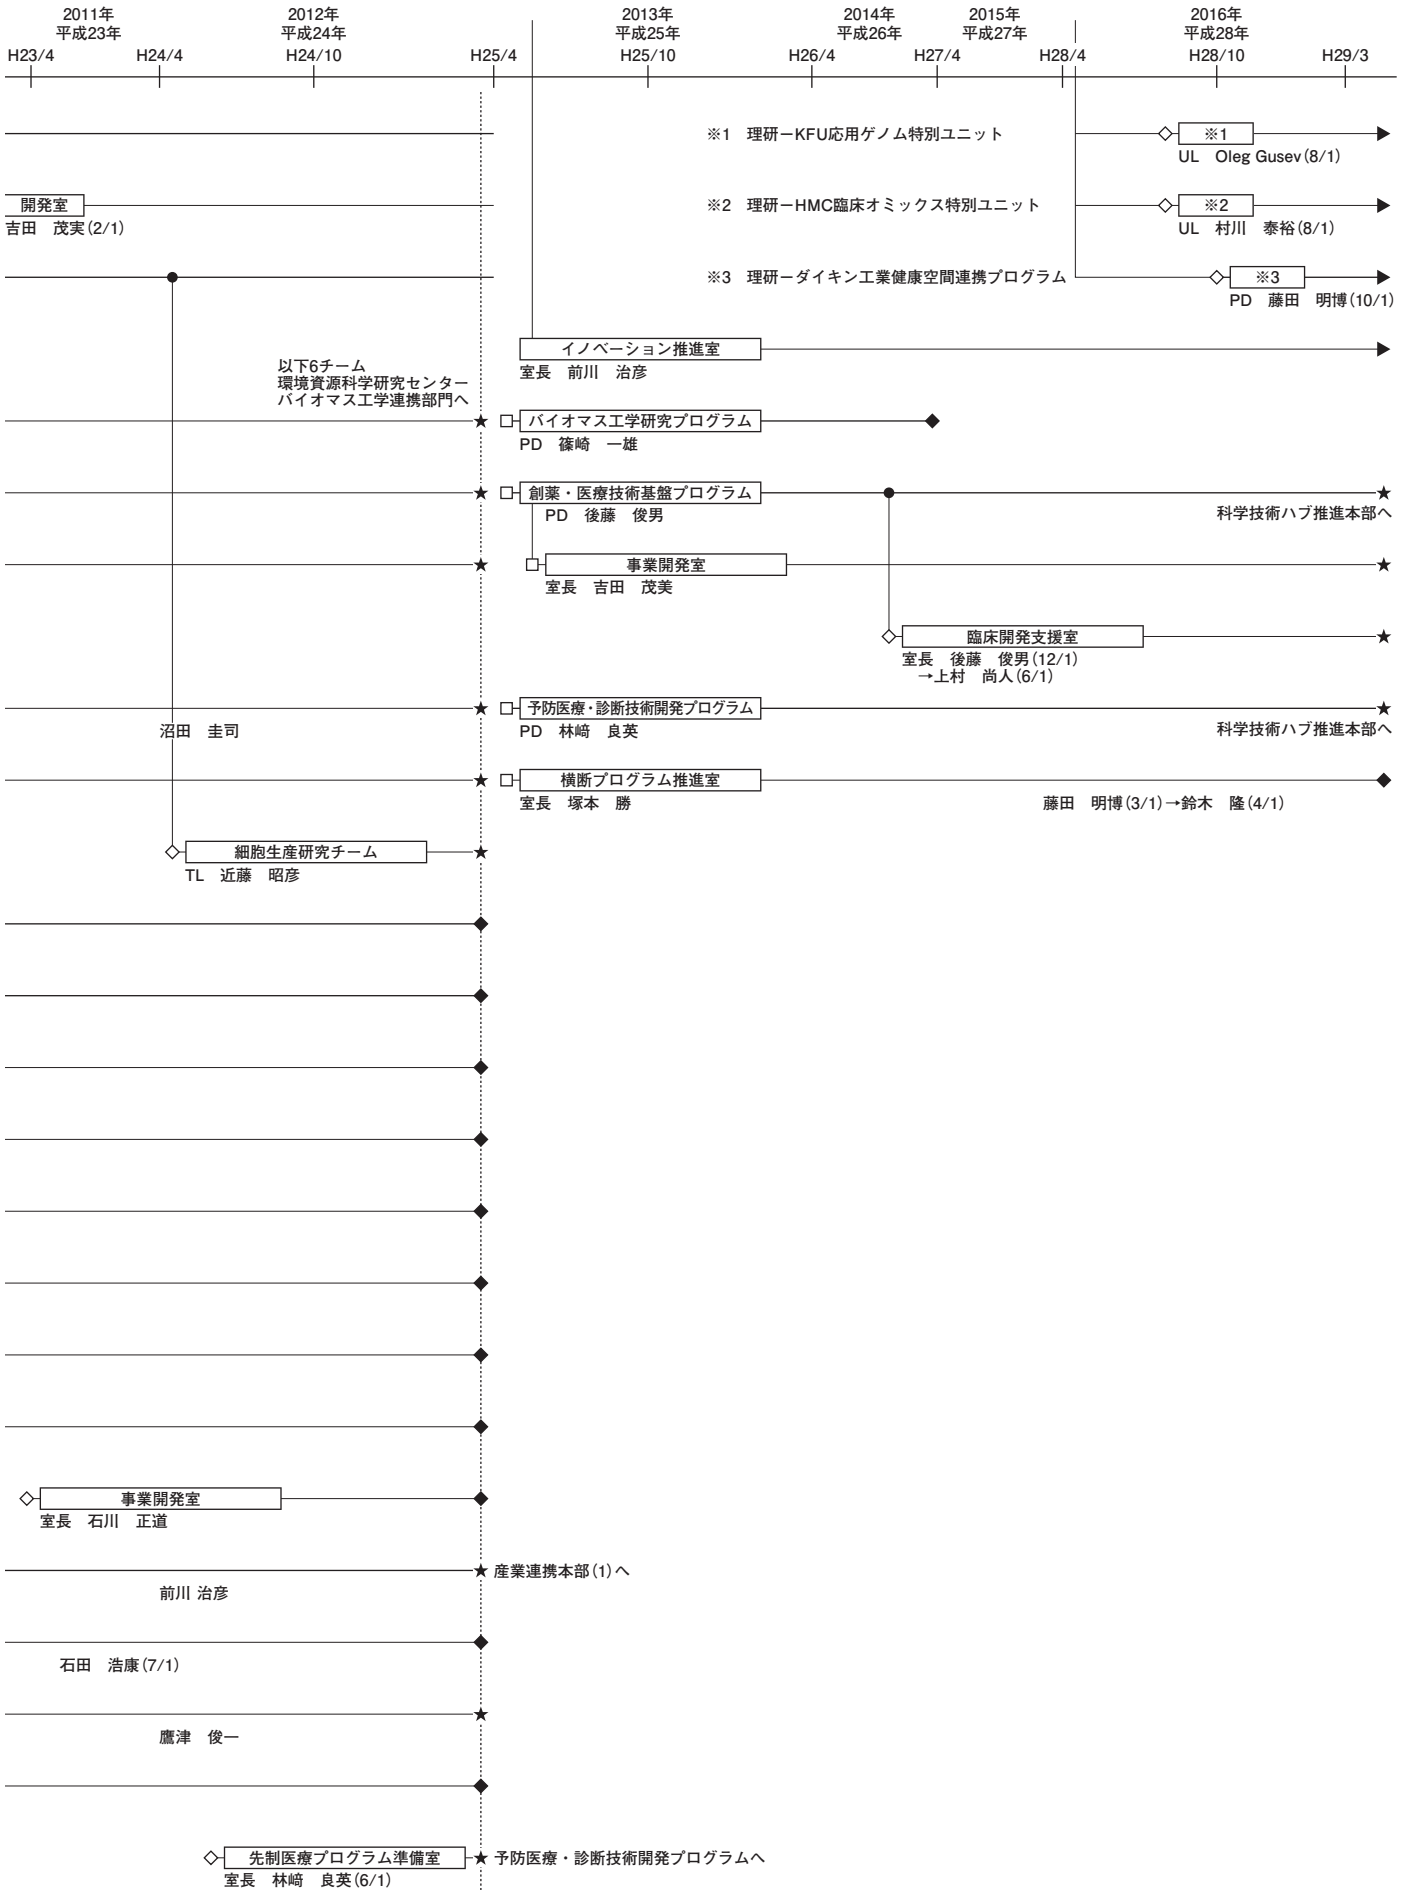 2011年
平成23年
2012年
平成24年
2013年
平成25年
2014年
平成26年
2015年
平成27年
2016年
平成28年
H23/4
H24/4
H24/10
H25/4
H25/10
H26/4
H27/4
H28/4
H28/10
H29/3
※1　理研－KFU応用ゲノム特別ユニット
※1
UL　Oleg Gusev(8/1)
開発室
吉田　茂実(2/1)
※2　理研－HMC臨床オミックス特別ユニット
※2
UL　村川　泰裕(8/1)
※3　理研－ダイキン工業健康空間連携プログラム
※3
PD　藤田　明博(10/1)
イノベーション推進室
室長　前川　治彦
以下6チーム
環境資源科学研究センター
バイオマス工学連携部門へ
バイオマス工学研究プログラム
PD　篠崎　一雄
創薬・医療技術基盤プログラム
PD　後藤　俊男
科学技術ハブ推進本部へ
事業開発室
室長　吉田　茂美
臨床開発支援室
室長　後藤　俊男(12/1)
→上村　尚人(6/1)
予防医療・診断技術開発プログラム
PD　林﨑　良英
科学技術ハブ推進本部へ
沼田　圭司
横断プログラム推進室
室長　塚本　勝
藤田　明博(3/1)→鈴木　隆(4/1)
細胞生産研究チーム
TL　近藤　昭彦
事業開発室
室長　石川　正道
産業連携本部(1)へ
前川 治彦
石田　浩康(7/1)
鷹津　俊一
先制医療プログラム準備室
予防医療・診断技術開発プログラムへ
室長　林﨑　良英(6/1)